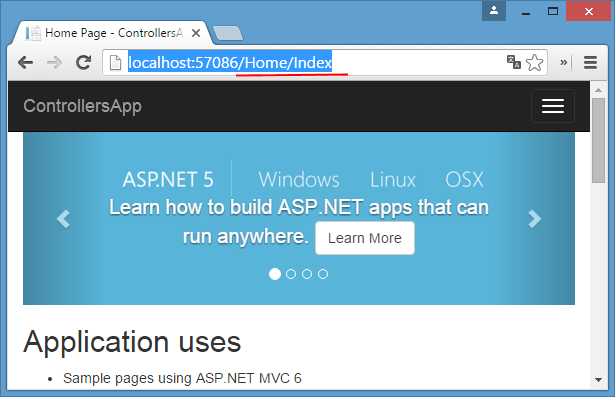 Home Page - ControllersA
localhost:57086/Home/Index
ControllersApp
ASP.NET 5 Windows Linux OSX
Learn how to build ASP.NET apps that can
run anywhere. Learn More
Application uses
Sample pages using ASP.NET MVC 6